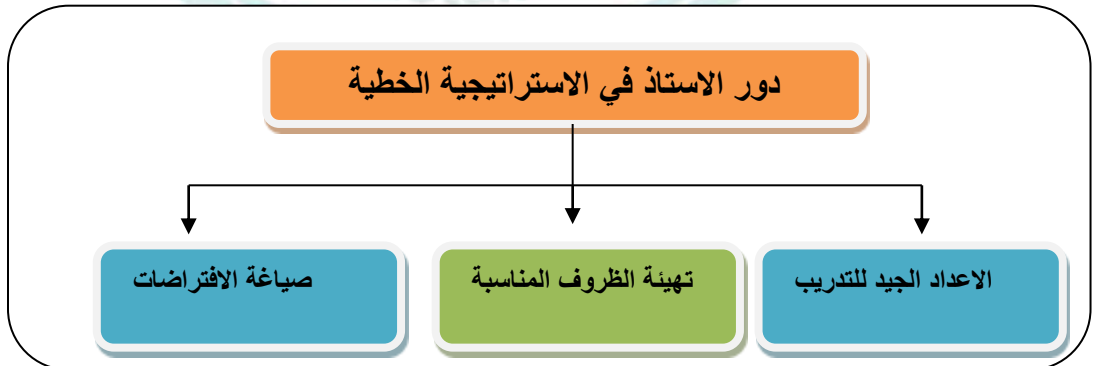 دور الاستاذ في الاستراتيجية الخطية
الاعداد الجيد للتدريب
تهيئة الظروف المناسبة
صياغة الافتراضات